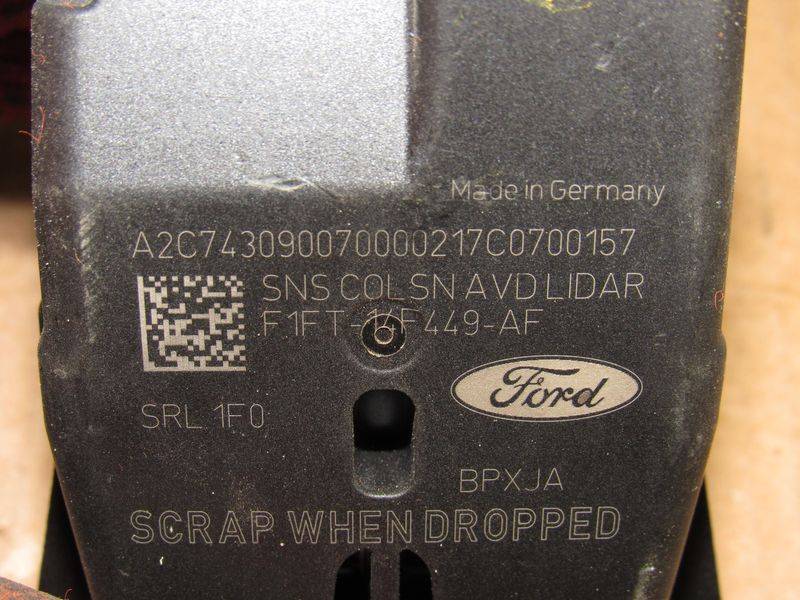 Made in Germany
A2C743090070000217C0700157
SNS COLSN AVD LIDAR
F1FT-14F449-AF
Ford
SRL 1F0
BPXJA
SCRAP WHEN DROPPED